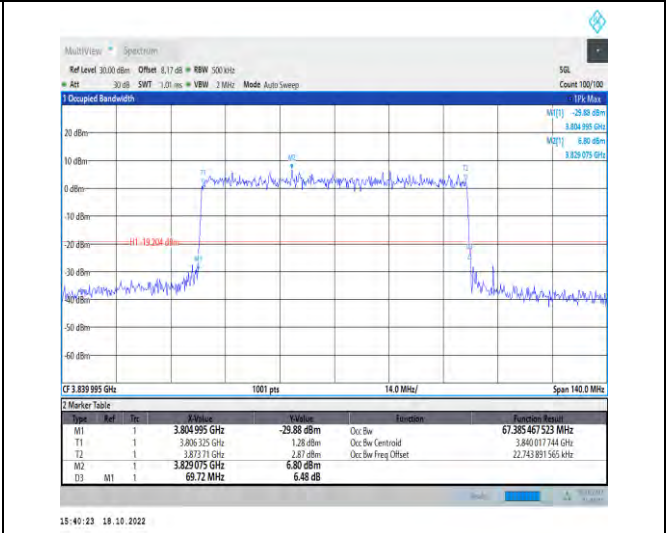 MultiView Spectrum
Ref Level 30.00 dBm Offset 8.17 dB RBW 500 kHz SGL
Att 30 dB SWT 1.01 ms VBW 2 MHz Mode Auto Sweep Count 100/100
1 Occupied Bandwidth 1Pk Max
M1[1] -29.88 dBm
3.804 995 GHz
M2[1] 6.80 dBm
3.829 075 GHz
20 dBm
10 dBm
M2
T1
T2
0 dBm
-10 dBm
H1 -19.204 dBm
-20 dBm
M1
-30 dBm
-40 dBm
-50 dBm
-60 dBm
CF 3.839 995 GHz 1001 pts 14.0 MHz/ Span 140.0 MHz
2 Marker Table
Type Ref Trc X-Value Y-Value Function Function Result
M1 1 3.804 995 GHz -29.88 dBm Occ Bw 67.385 467 523 MHz
T1 1 3.806 325 GHz 1.28 dBm Occ Bw Centroid 3.840 017 744 GHz
T2 1 3.873 71 GHz 2.87 dBm Occ Bw Freq Offset 22.743 891 565 kHz
M2 1 3.829 075 GHz 6.80 dBm
D3 M1 1 69.72 MHz 6.48 dB
Ready
15:40:23 18.10.2022